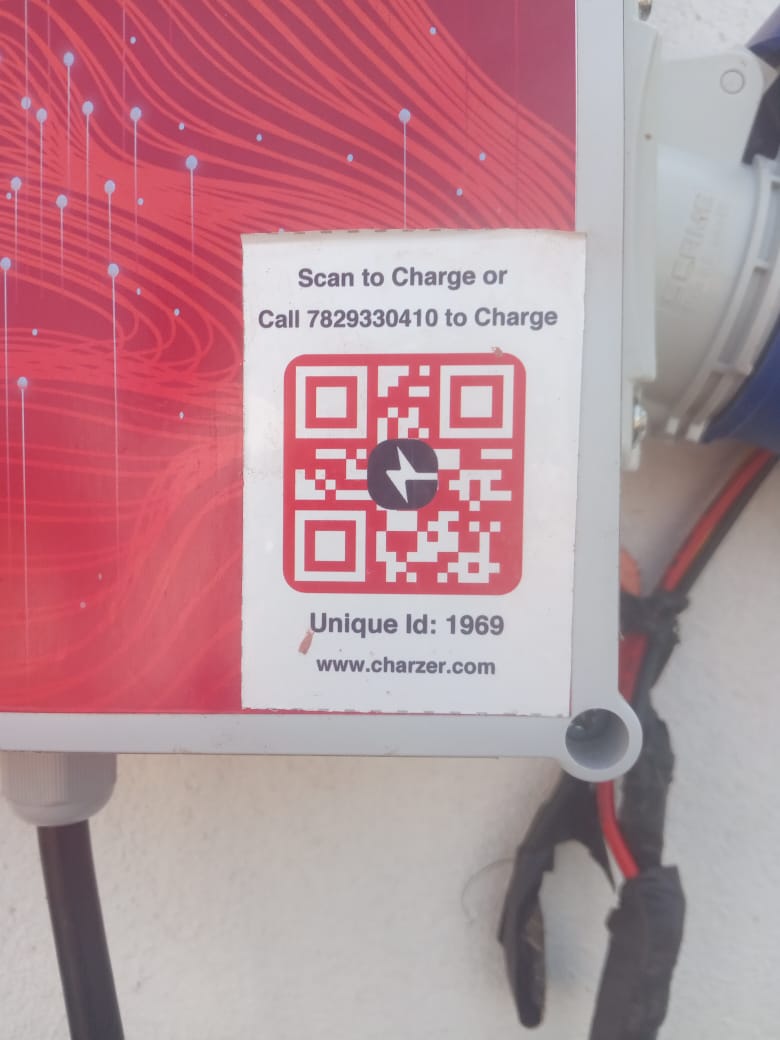 Scan to Charge or
Call 7829330410 to Charge
Unique Id: 1969
www.charzer.com